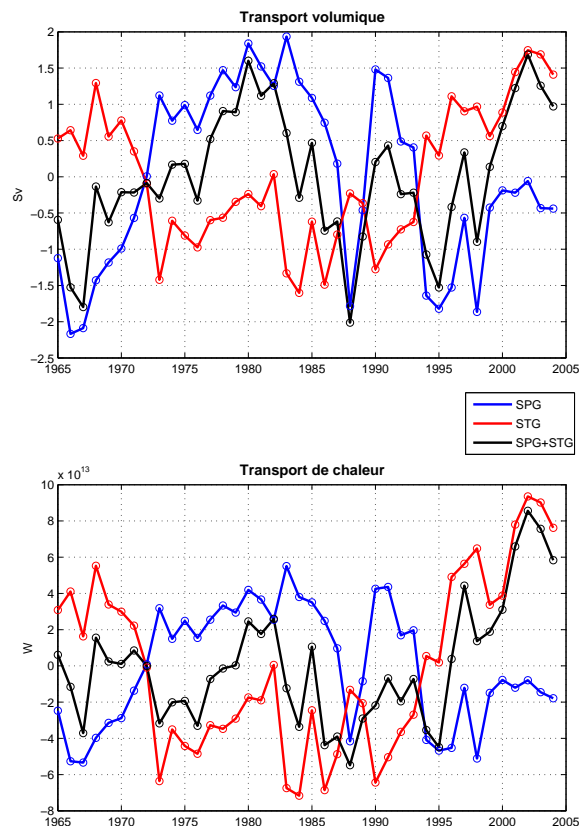 Transport volumique
2
1.5
1
0.5
0
−0.5
−1
−1.5
−2
−2.5
Sv
1965 1970 1975 1980 1985 1990 1995 2000 2005
SPG
STG
SPG+STG
Transport de chaleur
x 10^13
10
8
6
4
2
0
−2
−4
−6
−8
W
1965 1970 1975 1980 1985 1990 1995 2000 2005